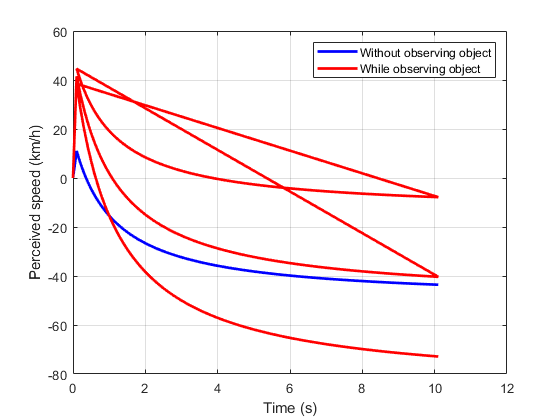 60
40
20
0
-20
-40
-60
-80
Perceived speed (km/h)
Without observing object
While observing object
0 2 4 6 8 10 12
Time (s)